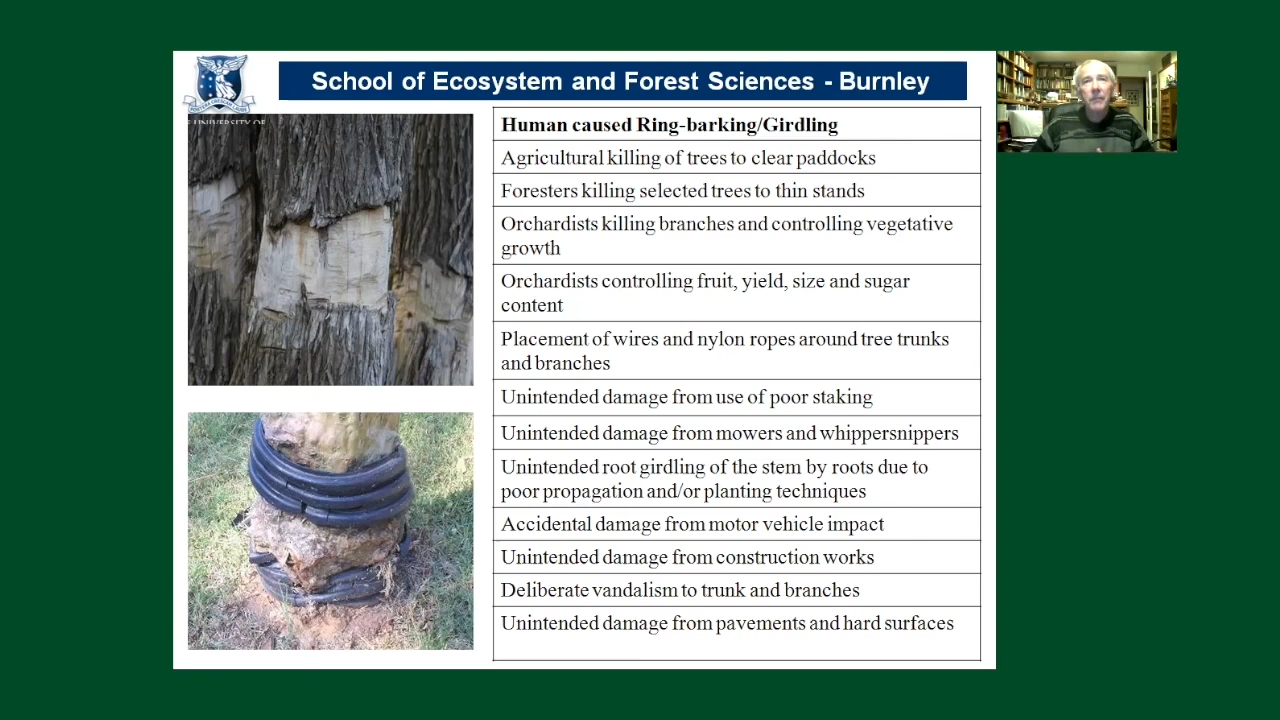 School of Ecosystem and Forest Sciences - Burnley
E UNIVERSITY OF
Human caused Ring-barking/Girdling
Agricultural killing of trees to clear paddocks
Foresters killing selected trees to thin stands
Orchardists killing branches and controlling vegetative
growth
Orchardists controlling fruit, yield, size and sugar
content
Placement of wires and nylon ropes around tree trunks
and branches
Unintended damage from use of poor staking
Unintended damage from mowers and whippersnippers
Unintended root girdling of the stem by roots due to
poor propagation and/or planting techniques
Accidental damage from motor vehicle impact
Unintended damage from construction works
Deliberate vandalism to trunk and branches
Unintended damage from pavements and hard surfaces